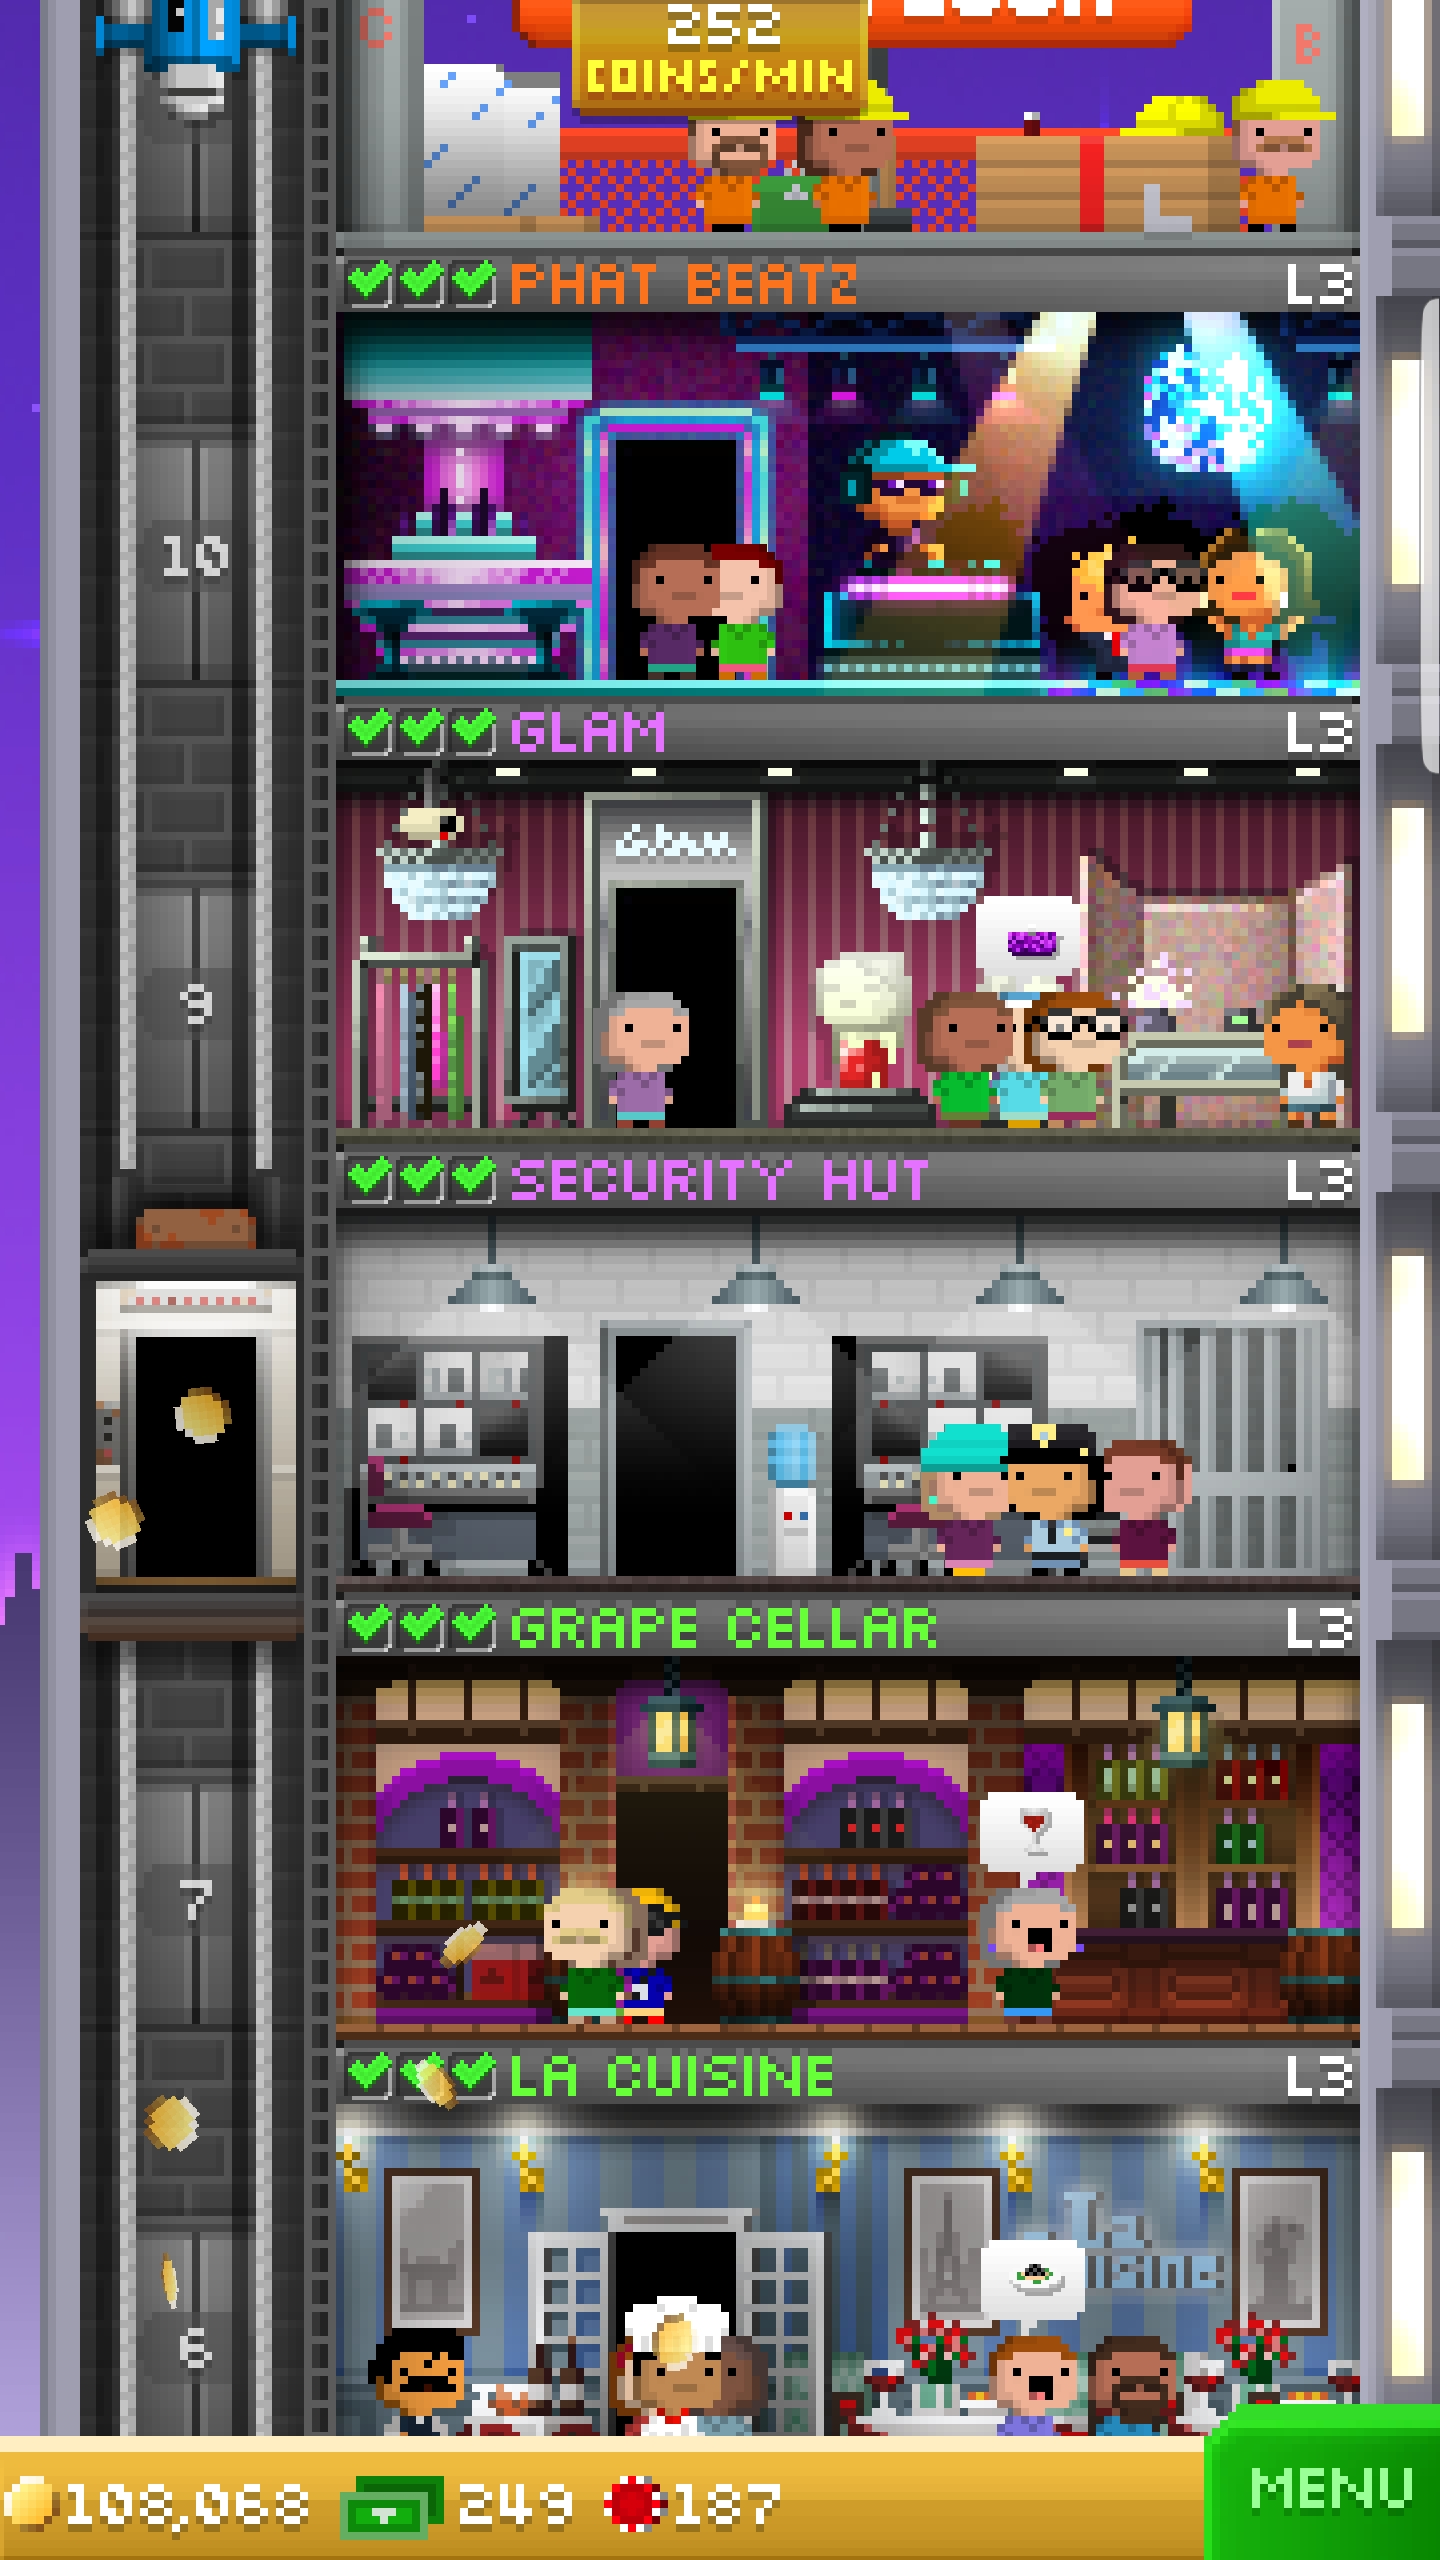 C
252
COINS/MIN
B
PHAT BEATZ
L3
10
GLAM
L3
Glam
9
SECURITY HUT
L3
GRAPE CELLAR
L3
7
LA CUISINE
L3
La
6
108,068
249
187
MENU